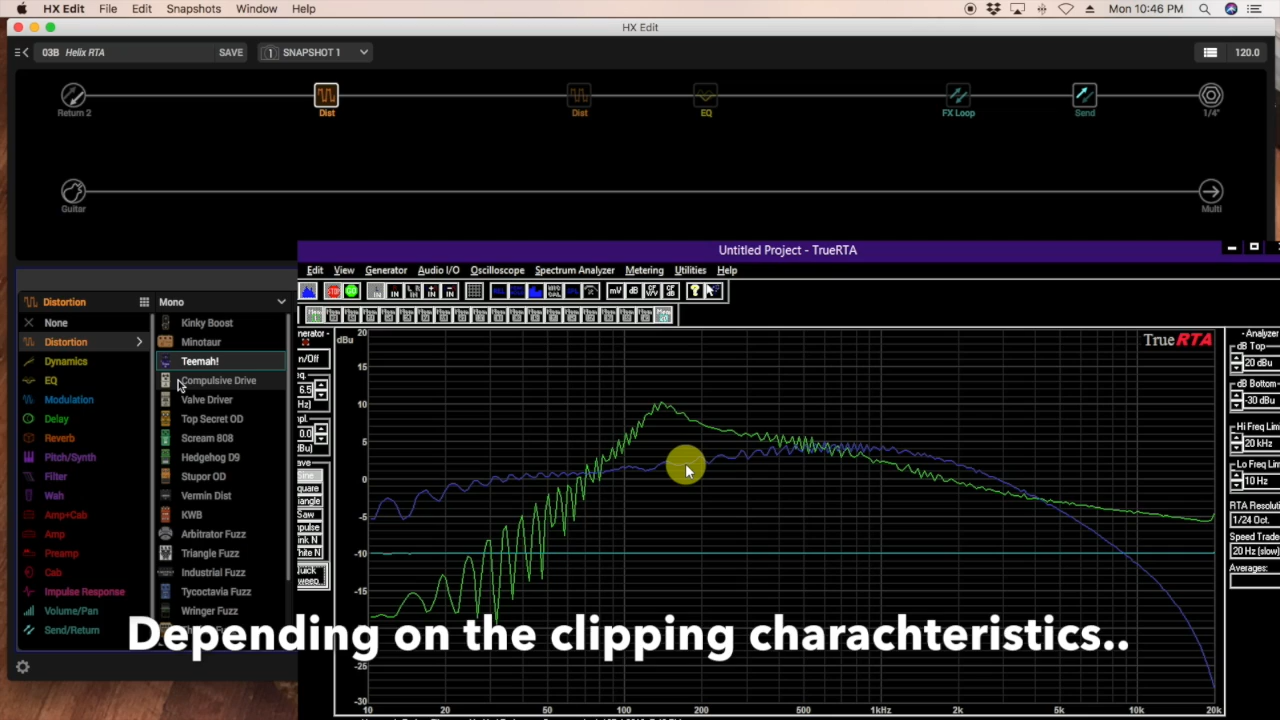 HX Edit File Edit Snapshots Window Help
Mon 10:46 PM
HX Edit
03B Helix RTA SAVE 1 SNAPSHOT 1 120.0
Return 2 Dist Dist EQ FX Loop Send 1/4"
Guitar Multi
Untitled Project - TrueRTA
Edit View Generator Audio I/O Oscilloscope Spectrum Analyzer Metering Utilities Help
Distortion Mono
None
Distortion
Dynamics
EQ
Modulation
Delay
Reverb
Pitch/Synth
Filter
Wah
Amp+Cab
Amp
Preamp
Cab
Impulse Response
Volume/Pan
Send/Return
Kinky Boost
Minotaur
Teemah!
Compulsive Drive
Valve Driver
Top Secret OD
Scream 808
Hedgehog D9
Stupor OD
Vermin Dist
KWB
Arbitrator Fuzz
Triangle Fuzz
Industrial Fuzz
Tycoctavia Fuzz
Wringer Fuzz
dBu
20
15
10
5
0
-5
-10
-15
-25
-30
10 20 50 100 200 500 1kHz 2k 5k 10k 20k
TrueRTA
- Analyzer
dB Top
20 dBu
dB Bottom
-30 dBu
Hi Freq Lim
20 kHz
Lo Freq Lim
10 Hz
RTA Resolut
1/24 Oct.
Speed Trade
20 Hz (slow)
Averages:
Quick
Sweep
Depending on the clipping charachteristics..